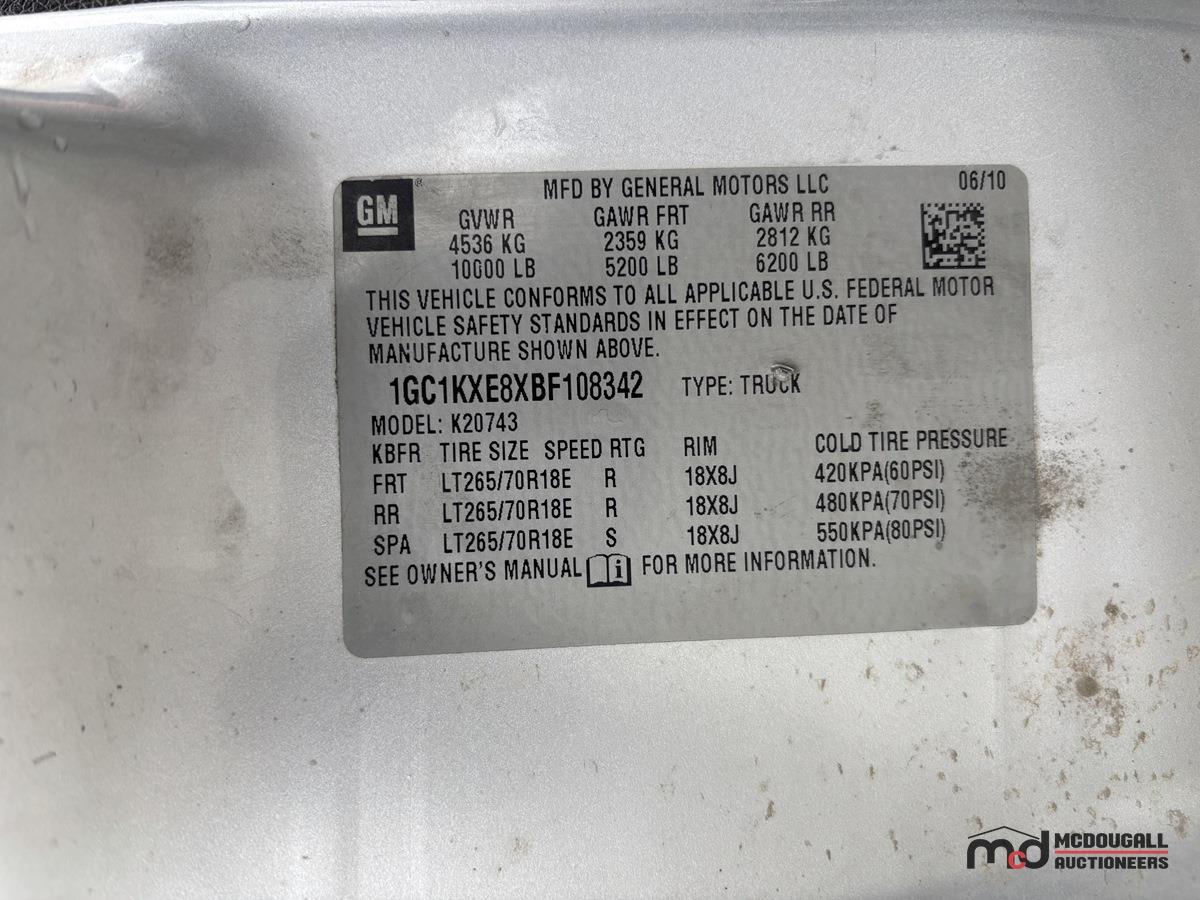 GM
MFD BY GENERAL MOTORS LLC 06/10
GVWR GAWR FRT GAWR RR
4536 KG 2359 KG 2812 KG
10000 LB 5200 LB 6200 LB
THIS VEHICLE CONFORMS TO ALL APPLICABLE U.S. FEDERAL MOTOR
VEHICLE SAFETY STANDARDS IN EFFECT ON THE DATE OF
MANUFACTURE SHOWN ABOVE.
1GC1KXE8XBF108342 TYPE: TRUCK
MODEL: K20743
KBFR TIRE SIZE SPEED RTG RIM COLD TIRE PRESSURE
FRT LT265/70R18E R 18X8J 420KPA(60PSI)
RR LT265/70R18E R 18X8J 480KPA(70PSI)
SPA LT265/70R18E S 18X8J 550KPA(80PSI)
SEE OWNER'S MANUAL i FOR MORE INFORMATION.
mcd MCDOUGALL
AUCTIONEERS